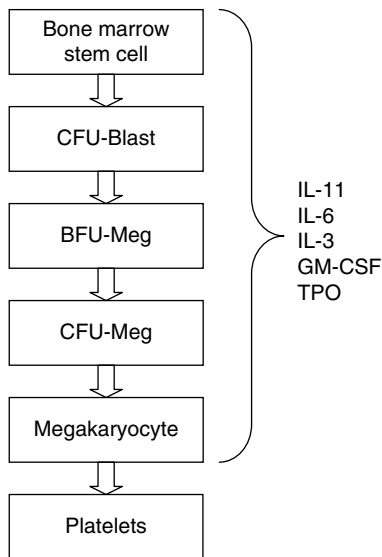 Bone marrow
stem cell
CFU-Blast
BFU-Meg
CFU-Meg
Megakaryocyte
Platelets
IL-11
IL-6
IL-3
GM-CSF
TPO